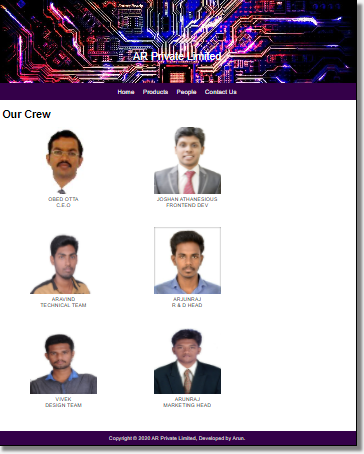 AR Private Limited
Home Products People Contact Us
Our Crew
OBED OTTA
C.E.O
JOSHAN ATHANESIOUS
FRONTEND DEV
ARAVIND
TECHNICAL TEAM
ARJUNRAJ
R & D HEAD
VIVEK
DESIGN TEAM
ARUNRAJ
MARKETING HEAD
Copyright © 2020 AR Private Limited, Developed by Arun.